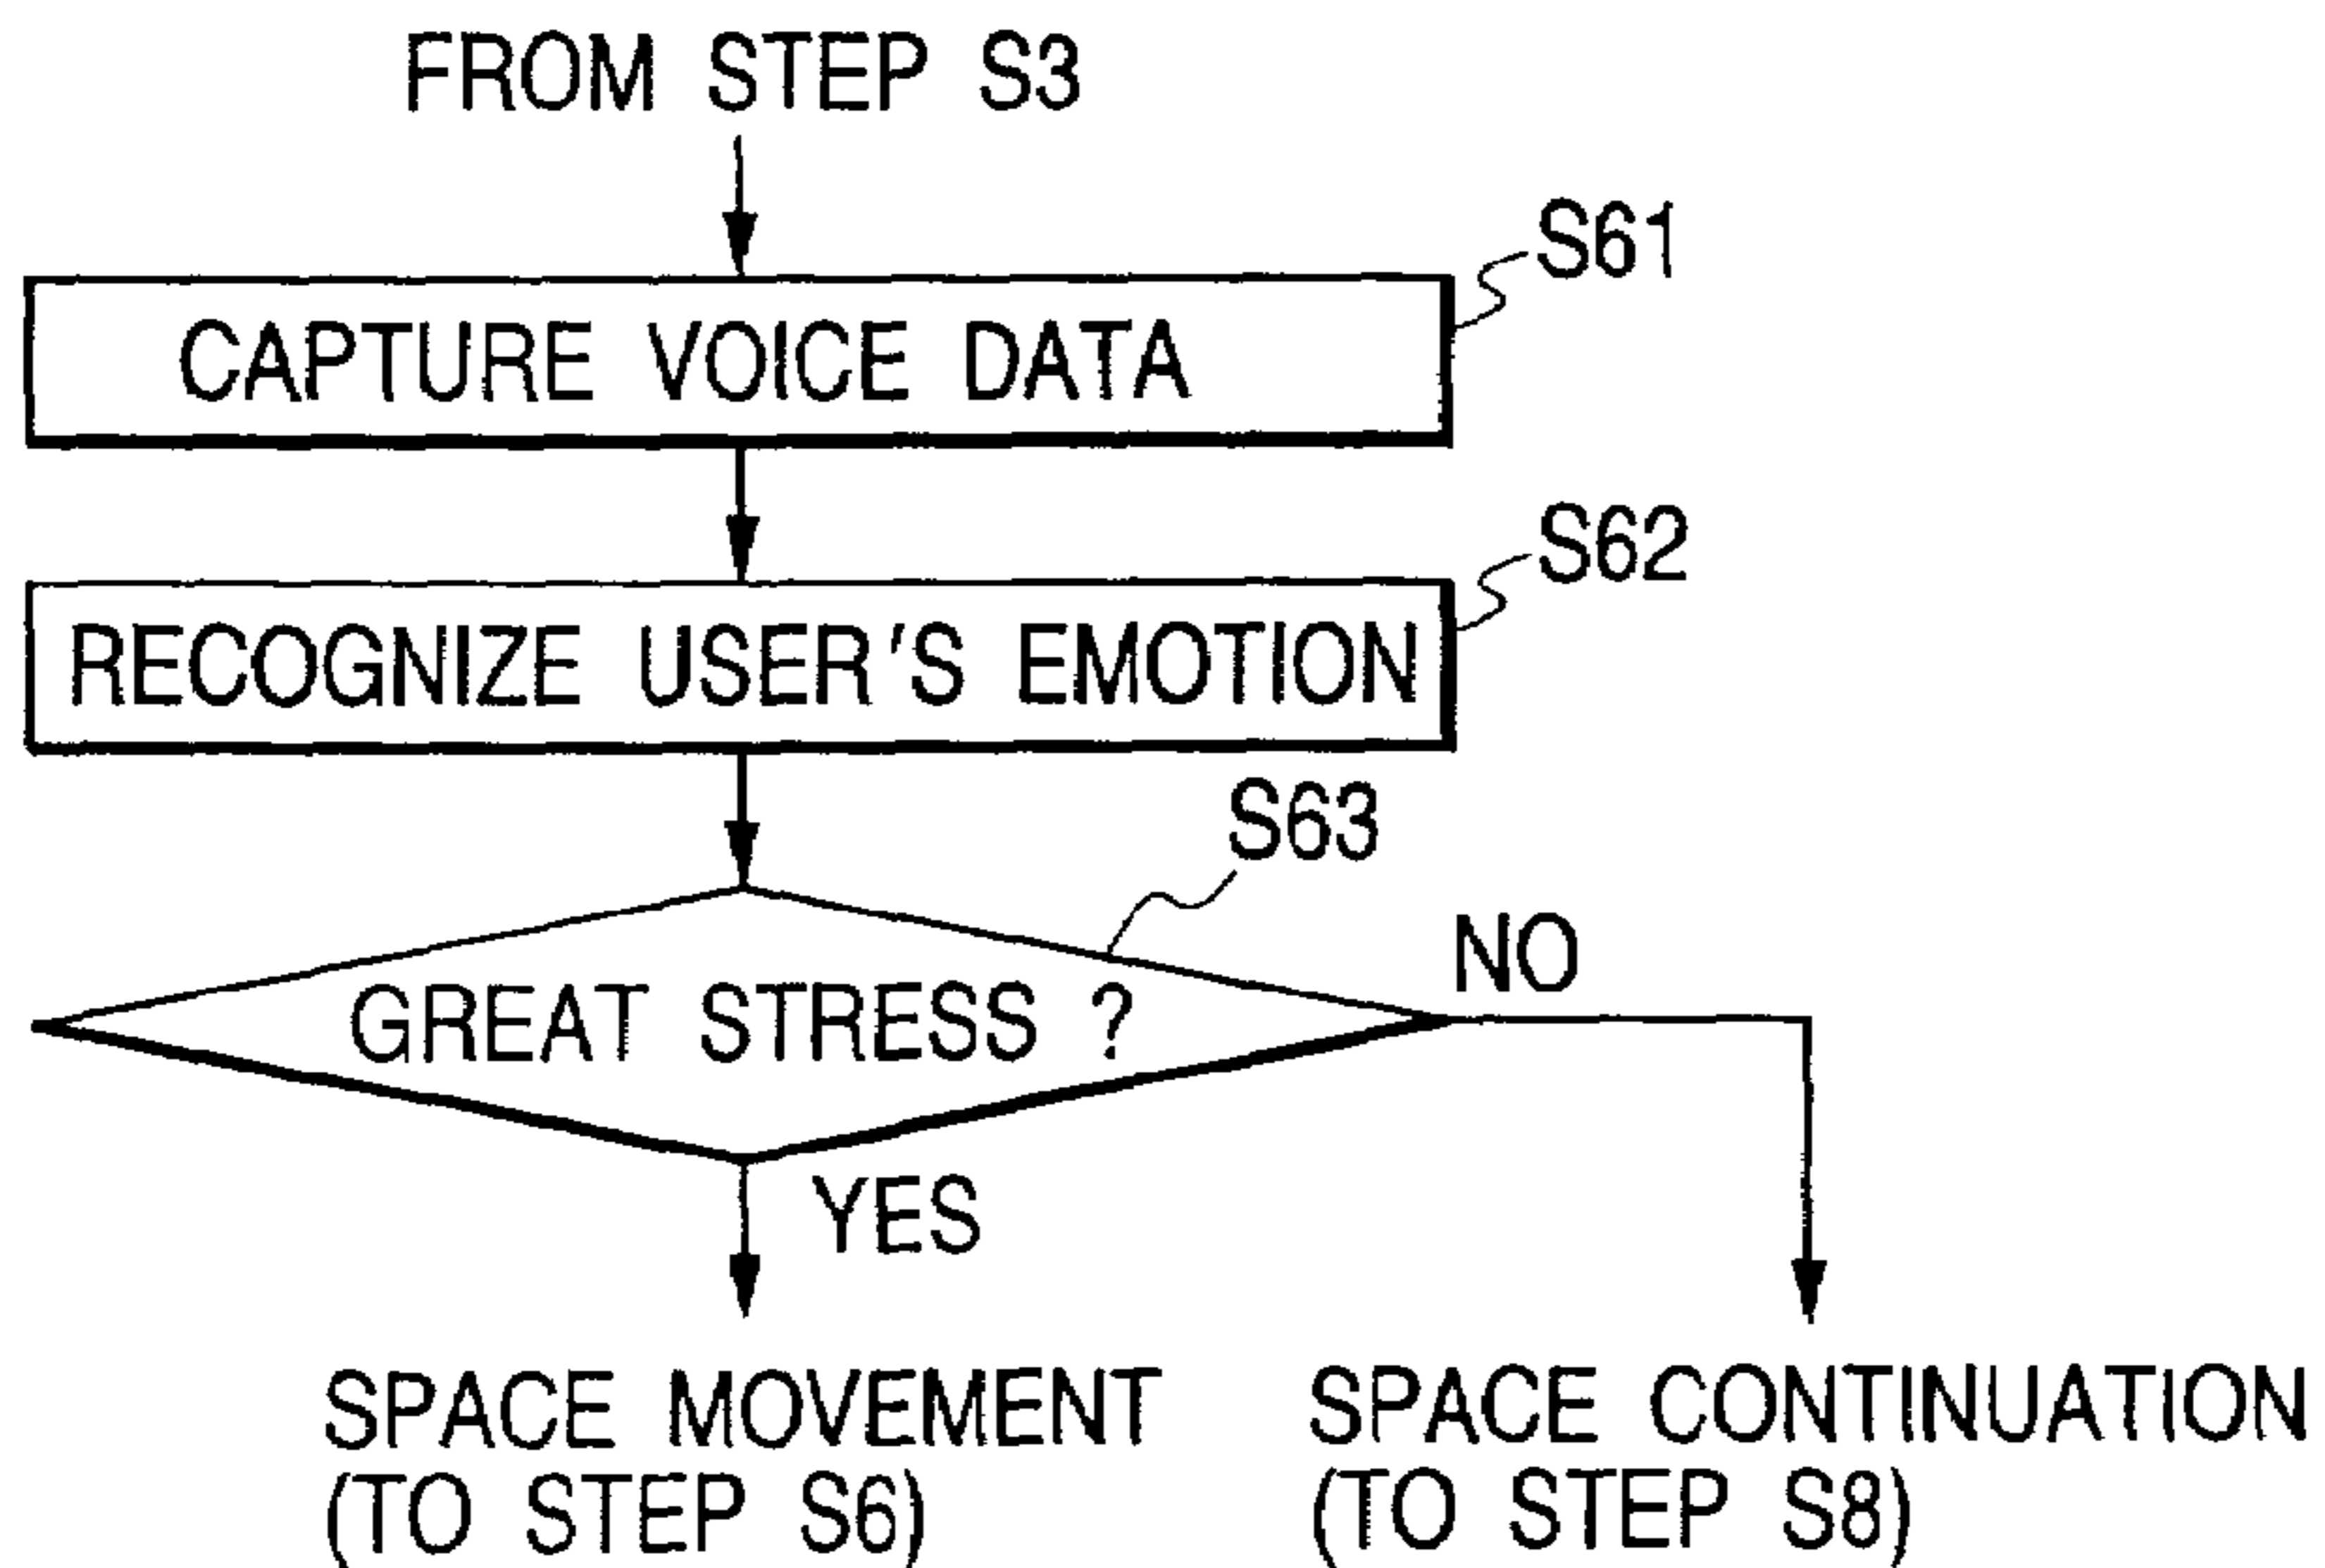 FROM STEP S3
S61
CAPTURE VOICE DATA
S62
RECOGNIZE USER'S EMOTION
S63
GREAT STRESS ?
NO
YES
SPACE MOVEMENT
(TO STEP S6)
SPACE CONTINUATION
(TO STEP S8)